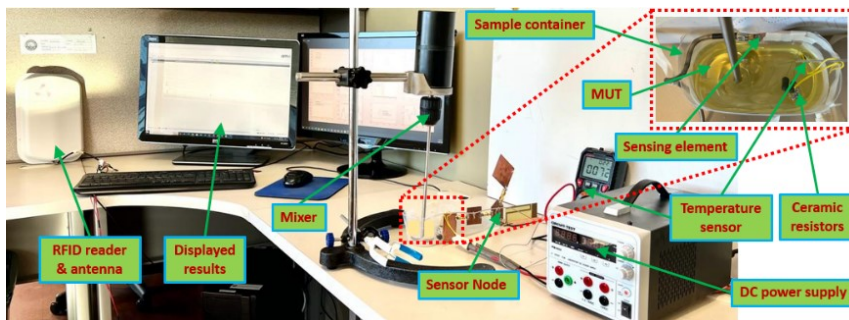 Sample container
MUT
Sensing element
Mixer
RFID reader
& antenna
Displayed
results
Sensor Node
Temperature
sensor
Ceramic
resistors
DC power supply